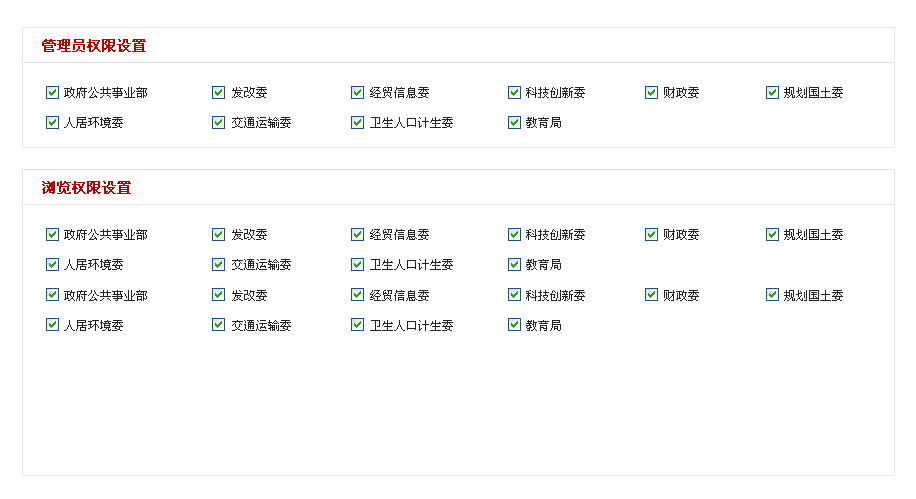 管理员权限设置
政府公共事业部 发改委 经贸信息委 科技创新委 财政委 规划国土委
人居环境委 交通运输委 卫生人口计生委 教育局
浏览权限设置
政府公共事业部 发改委 经贸信息委 科技创新委 财政委 规划国土委
人居环境委 交通运输委 卫生人口计生委 教育局
政府公共事业部 发改委 经贸信息委 科技创新委 财政委 规划国土委
人居环境委 交通运输委 卫生人口计生委 教育局